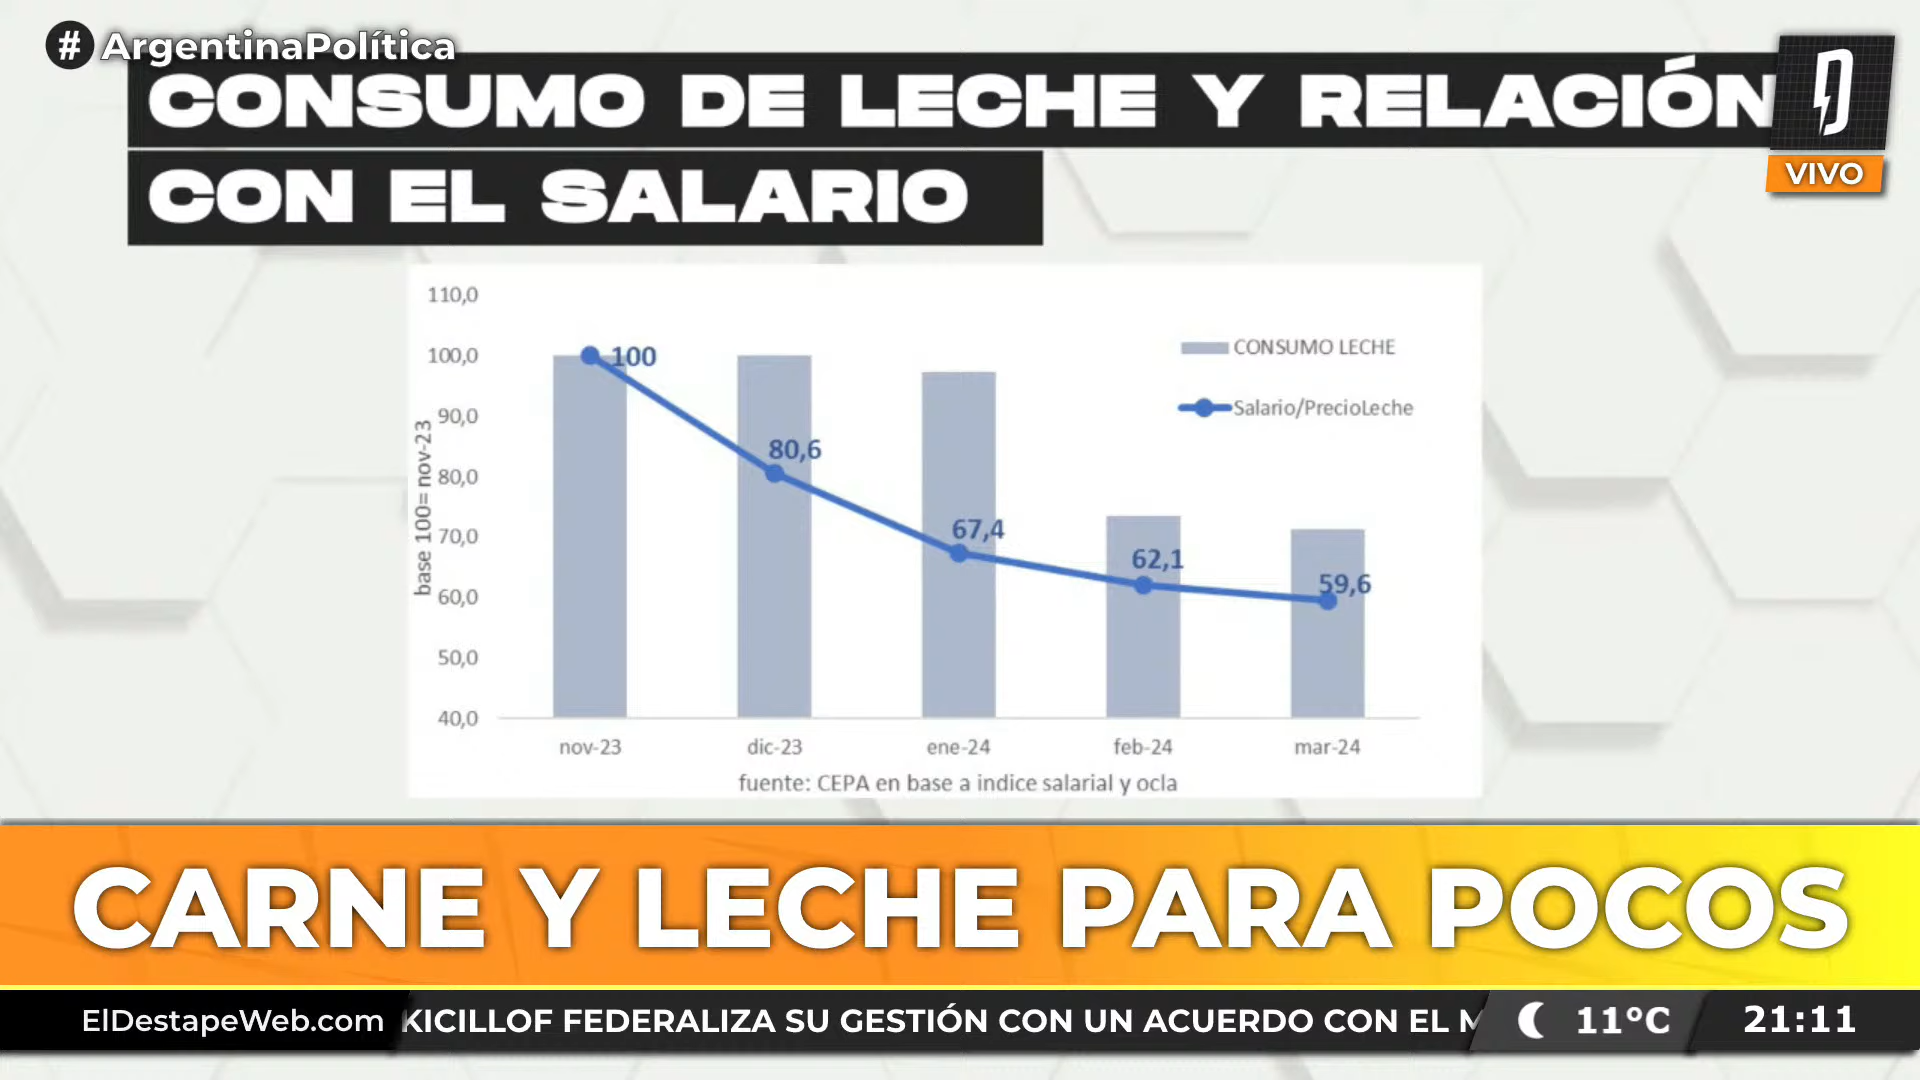 # ArgentinaPolítica
CONSUMO DE LECHE Y RELACIÓN
CON EL SALARIO
VIVO
110,0
100,0
90,0
80,0
70,0
60,0
50,0
40,0
base 100= nov-23
100
80,6
67,4
62,1
59,6
CONSUMO LECHE
Salario/PrecioLeche
nov-23 dic-23 ene-24 feb-24 mar-24
fuente: CEPA en base a indice salarial y ocla
CARNE Y LECHE PARA POCOS
ElDestapeWeb.com KICILLOF FEDERALIZA SU GESTIÓN CON UN ACUERDO CON EL 11°C 21:11